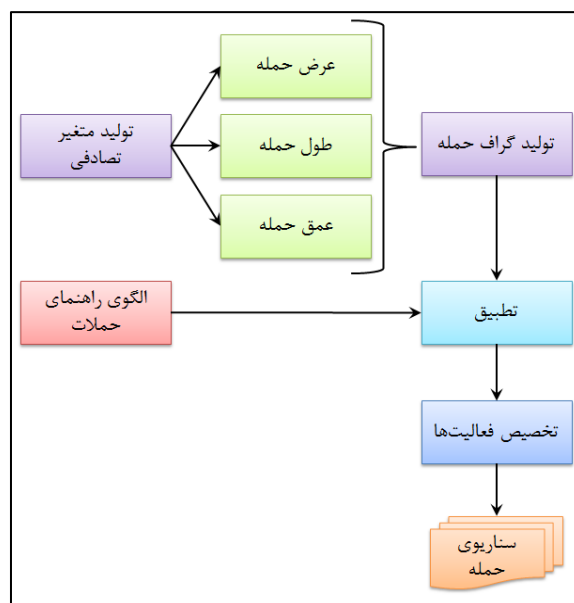 عرض حمله
تولید متغیر
تصادفی
طول حمله
تولید گراف حمله
عمق حمله
الگوی راهنمای
حملات
تطبیق
تخصیص فعالیت‌ها
سناریوی
حمله